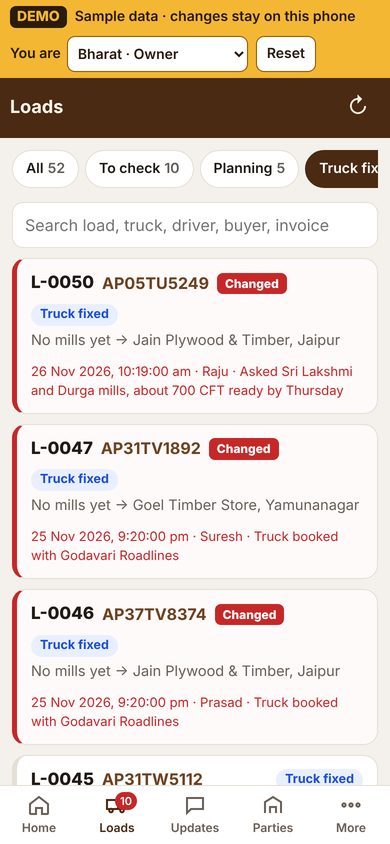 DEMO Sample data · changes stay on this phone
You are Bharat · Owner Reset
Loads
All 52 To check 10 Planning 5 Truck fix
Search load, truck, driver, buyer, invoice
L-0050 AP05TU5249 Changed
Truck fixed
No mills yet → Jain Plywood & Timber, Jaipur
26 Nov 2026, 10:19:00 am · Raju · Asked Sri Lakshmi
and Durga mills, about 700 CFT ready by Thursday
L-0047 AP31TV1892 Changed
Truck fixed
No mills yet → Goel Timber Store, Yamunanagar
25 Nov 2026, 9:20:00 pm · Suresh · Truck booked
with Godavari Roadlines
L-0046 AP37TV8374 Changed
Truck fixed
No mills yet → Jain Plywood & Timber, Jaipur
25 Nov 2026, 9:20:00 pm · Prasad · Truck booked
with Godavari Roadlines
L-0045 AP31TW5112 Truck fixed
10
Home Loads Updates Parties More